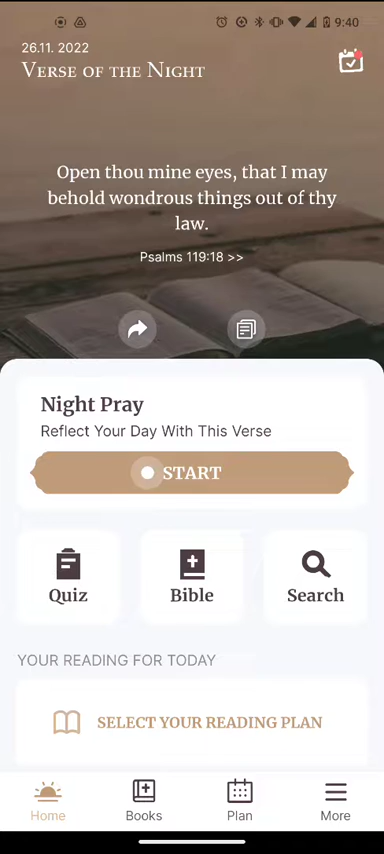 9:40
26.11. 2022
Verse of the Night
Open thou mine eyes, that I may
behold wondrous things out of thy
law.
Psalms 119:18 >>
Night Pray
Reflect Your Day With This Verse
START
Quiz
Bible
Search
YOUR READING FOR TODAY
SELECT YOUR READING PLAN
Home
Books
Plan
More